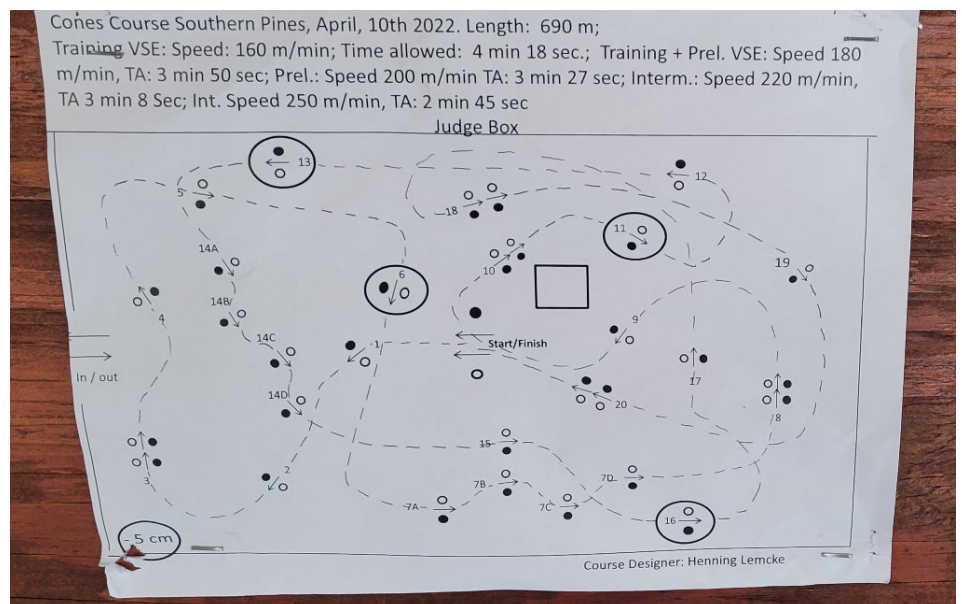 Cones Course Southern Pines, April, 10th 2022. Length: 690 m;
Training VSE: Speed: 160 m/min; Time allowed: 4 min 18 sec.; Training + Prel. VSE: Speed 180
m/min, TA: 3 min 50 sec; Prel.: Speed 200 m/min TA: 3 min 27 sec; Interm.: Speed 220 m/min,
TA 3 min 8 Sec; Int. Speed 250 m/min, TA: 2 min 45 sec
Judge Box
13
12
5
18
11
14A
10
19
6
14B
4
9
14C
1
Start/Finish
In / out
17
14D
20
8
15
2
7D
3
7B
7A
7C
16
- 5 cm
Course Designer: Henning Lemcke